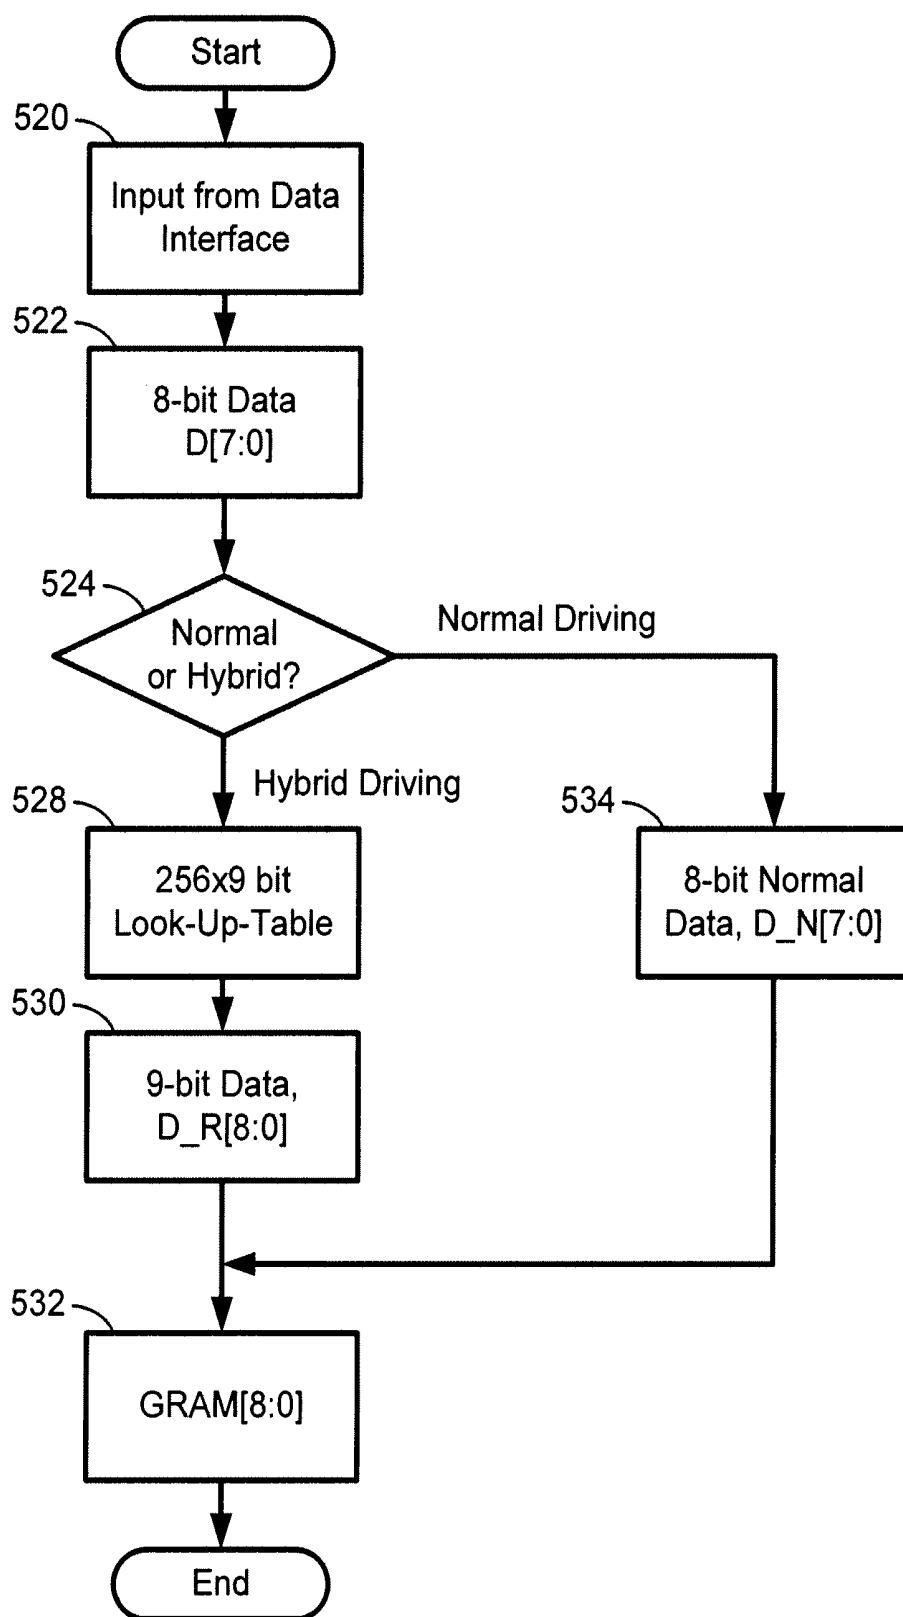 Start
520
Input from Data
Interface
522
8-bit Data
D[7:0]
524
Normal
or Hybrid?
Normal Driving
Hybrid Driving
528
256x9 bit
Look-Up-Table
534
8-bit Normal
Data, D_N[7:0]
530
9-bit Data,
D_R[8:0]
532
GRAM[8:0]
End